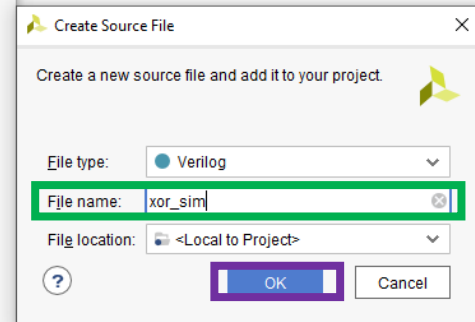 Create Source File
Create a new source file and add it to your project.
File type: Verilog
File name: xor_sim
File location: <Local to Project>
? OK Cancel